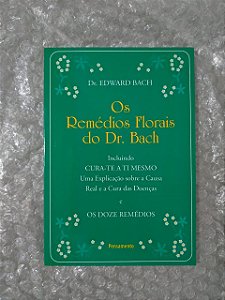 Dr. EDWARD BACH
Os
Remédios Florais
do Dr. Bach
Incluindo
CURA-TE A TI MESMO
Uma Explicação sobre a Causa
Real e a Cura das Doenças
e
OS DOZE REMÉDIOS
Pensamento